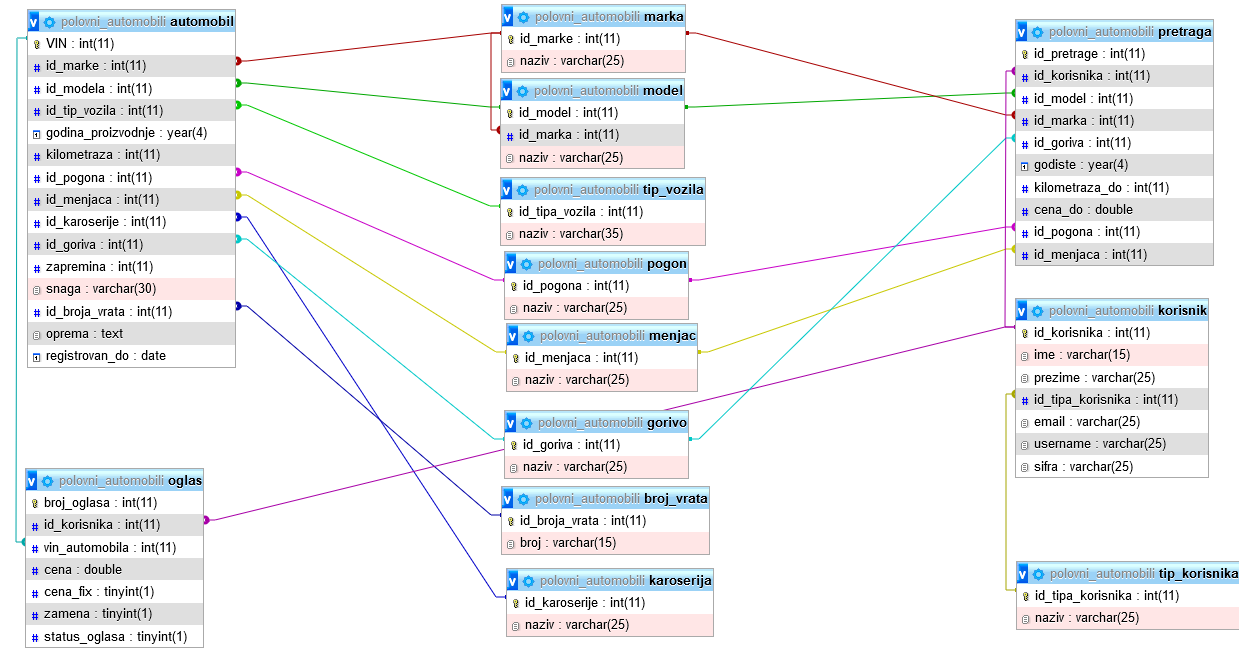 polovni_automobili automobil
VIN : int(11)
id_marke : int(11)
id_modela : int(11)
id_tip_vozila : int(11)
godina_proizvodnje : year(4)
kilometraza : int(11)
id_pogona : int(11)
id_menjaca : int(11)
id_karoserije : int(11)
id_goriva : int(11)
zapremina : int(11)
snaga : varchar(30)
id_broja_vrata : int(11)
oprema : text
registrovan_do : date
polovni_automobili oglas
broj_oglasa : int(11)
id_korisnika : int(11)
vin_automobila : int(11)
cena : double
cena_fix : tinyint(1)
zamena : tinyint(1)
status_oglasa : tinyint(1)
polovni_automobili marka
id_marke : int(11)
naziv : varchar(25)
polovni_automobili model
id_model : int(11)
id_marka : int(11)
naziv : varchar(25)
polovni_automobili tip_vozila
id_tipa_vozila : int(11)
naziv : varchar(35)
polovni_automobili pogon
id_pogona : int(11)
naziv : varchar(25)
polovni_automobili menjac
id_menjaca : int(11)
naziv : varchar(25)
polovni_automobili gorivo
id_goriva : int(11)
naziv : varchar(25)
polovni_automobili broj_vrata
id_broja_vrata : int(11)
broj : varchar(15)
polovni_automobili karoserija
id_karoserije : int(11)
naziv : varchar(25)
polovni_automobili pretraga
id_pretrage : int(11)
id_korisnika : int(11)
id_model : int(11)
id_marka : int(11)
id_goriva : int(11)
godiste : year(4)
kilometraza_do : int(11)
cena_do : double
id_pogona : int(11)
id_menjaca : int(11)
polovni_automobili korisnik
id_korisnika : int(11)
ime : varchar(15)
prezime : varchar(25)
id_tipa_korisnika : int(11)
email : varchar(25)
username : varchar(25)
sifra : varchar(25)
polovni_automobili tip_korisnika
id_tipa_korisnika : int(11)
naziv : varchar(25)